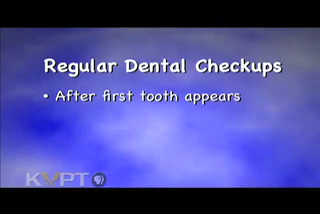 Regular Dental Checkups
• After first tooth appears
KVPT